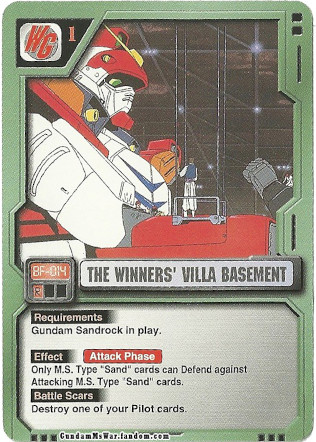 WG 1
BF-014
THE WINNERS' VILLA BASEMENT
R
Requirements
Gundam Sandrock in play.
Effect Attack Phase
Only M.S. Type "Sand" cards can Defend against
Attacking M.S. Type "Sand" cards.
Battle Scars
Destroy one of your Pilot cards.
GundamMsWar.fandom.com